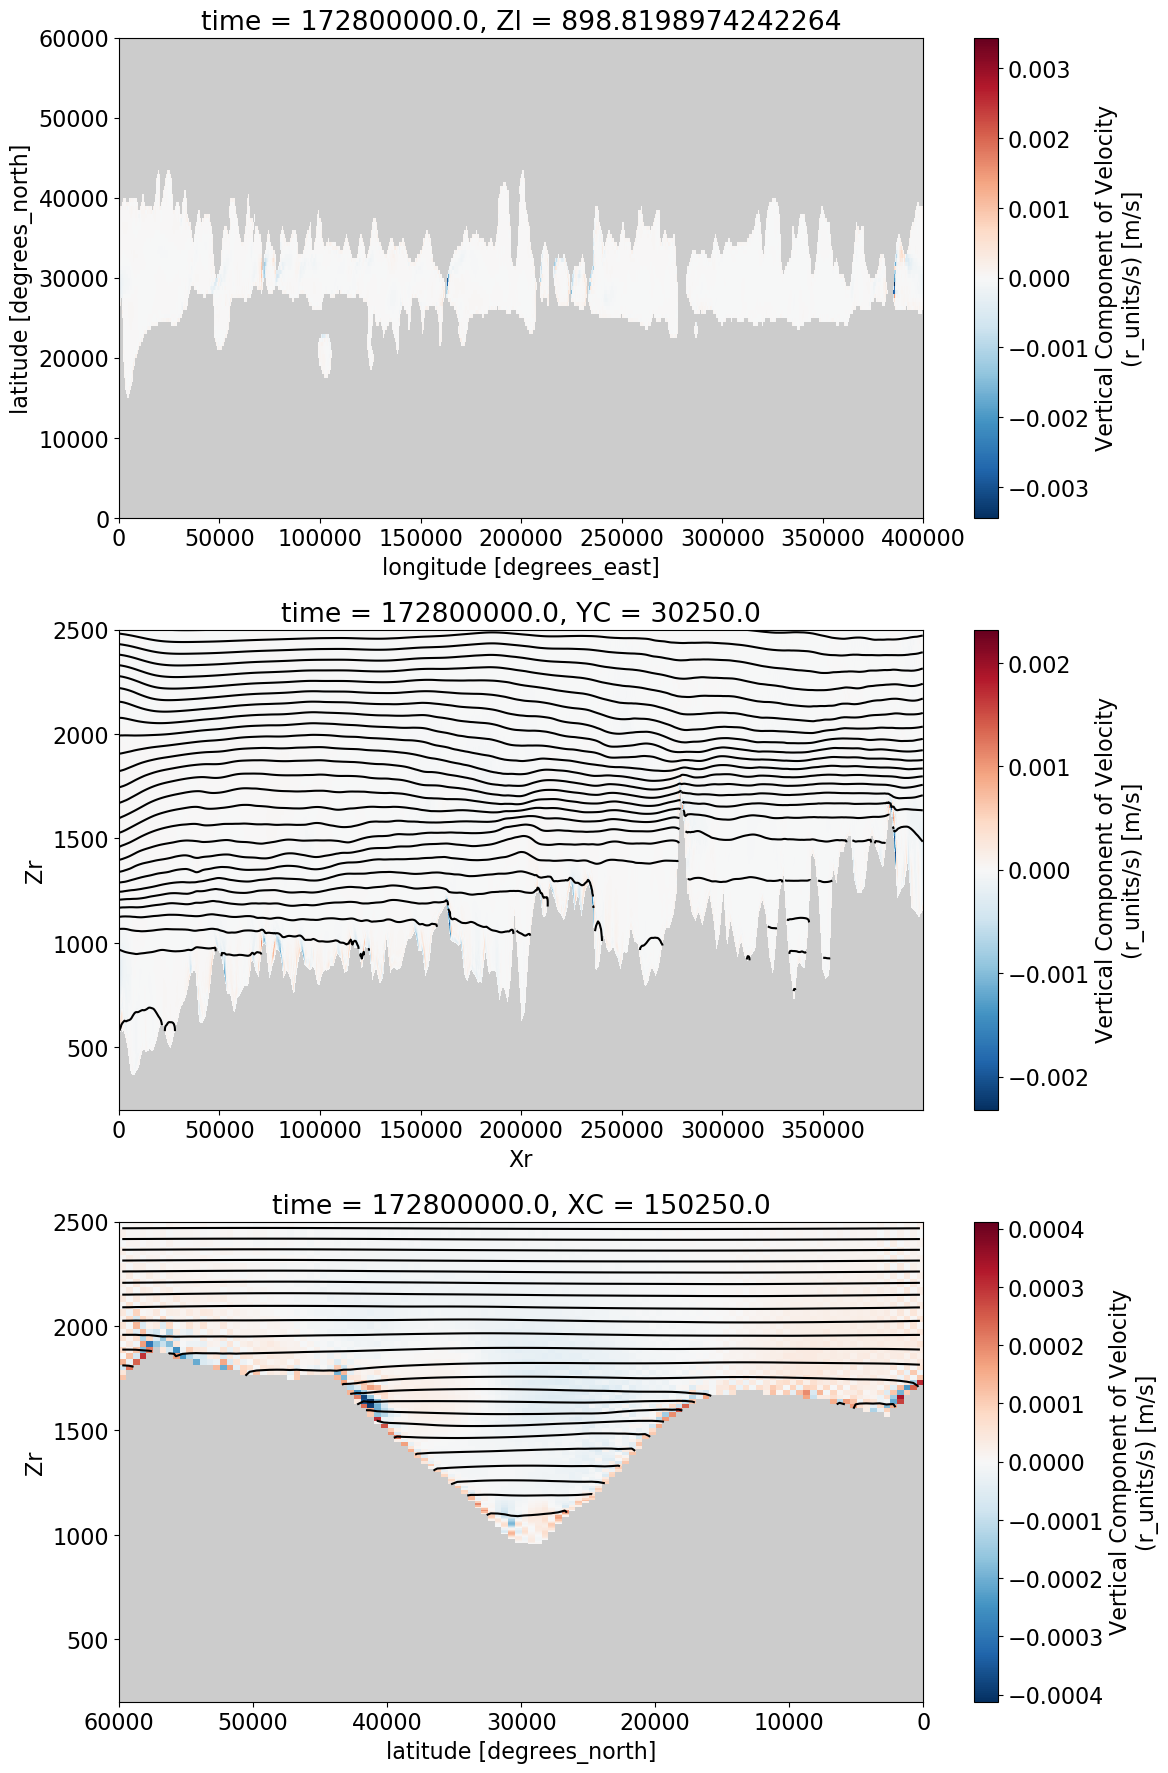 time = 172800000.0, Zl = 898.8198974242264
60000
50000
40000
30000
20000
10000
0
latitude [degrees_north]
0 50000 100000 150000 200000 250000 300000 350000 400000
longitude [degrees_east]
0.003
0.002
0.001
0.000
−0.001
−0.002
−0.003
Vertical Component of Velocity
(r_units/s) [m/s]
time = 172800000.0, YC = 30250.0
2500
2000
1500
1000
500
Zr
0 50000 100000 150000 200000 250000 300000 350000
Xr
0.002
0.001
0.000
−0.001
−0.002
Vertical Component of Velocity
(r_units/s) [m/s]
time = 172800000.0, XC = 150250.0
2500
2000
1500
1000
500
Zr
60000 50000 40000 30000 20000 10000 0
latitude [degrees_north]
0.0004
0.0003
0.0002
0.0001
0.0000
−0.0001
−0.0002
−0.0003
−0.0004
Vertical Component of Velocity
(r_units/s) [m/s]